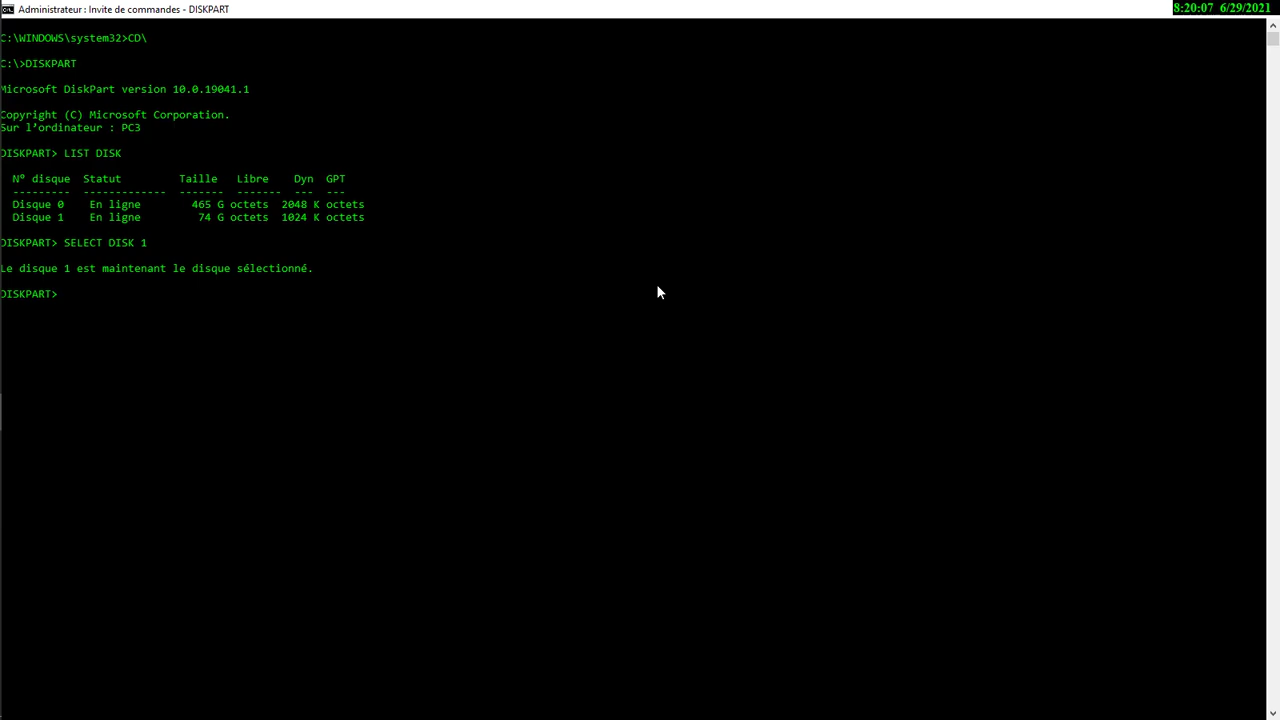 Administrateur : Invite de commandes - DISKPART
8:20:07 6/29/2021
C:\WINDOWS\system32>CD\
C:\>DISKPART
Microsoft DiskPart version 10.0.19041.1
Copyright (C) Microsoft Corporation.
Sur l’ordinateur : PC3
DISKPART> LIST DISK
N° disque  Statut         Taille   Libre    Dyn  GPT
---------  -------------  -------  -------  ---  ---
Disque 0    En ligne        465 G octets  2048 K octets
Disque 1    En ligne         74 G octets  1024 K octets
DISKPART> SELECT DISK 1
Le disque 1 est maintenant le disque sélectionné.
DISKPART>